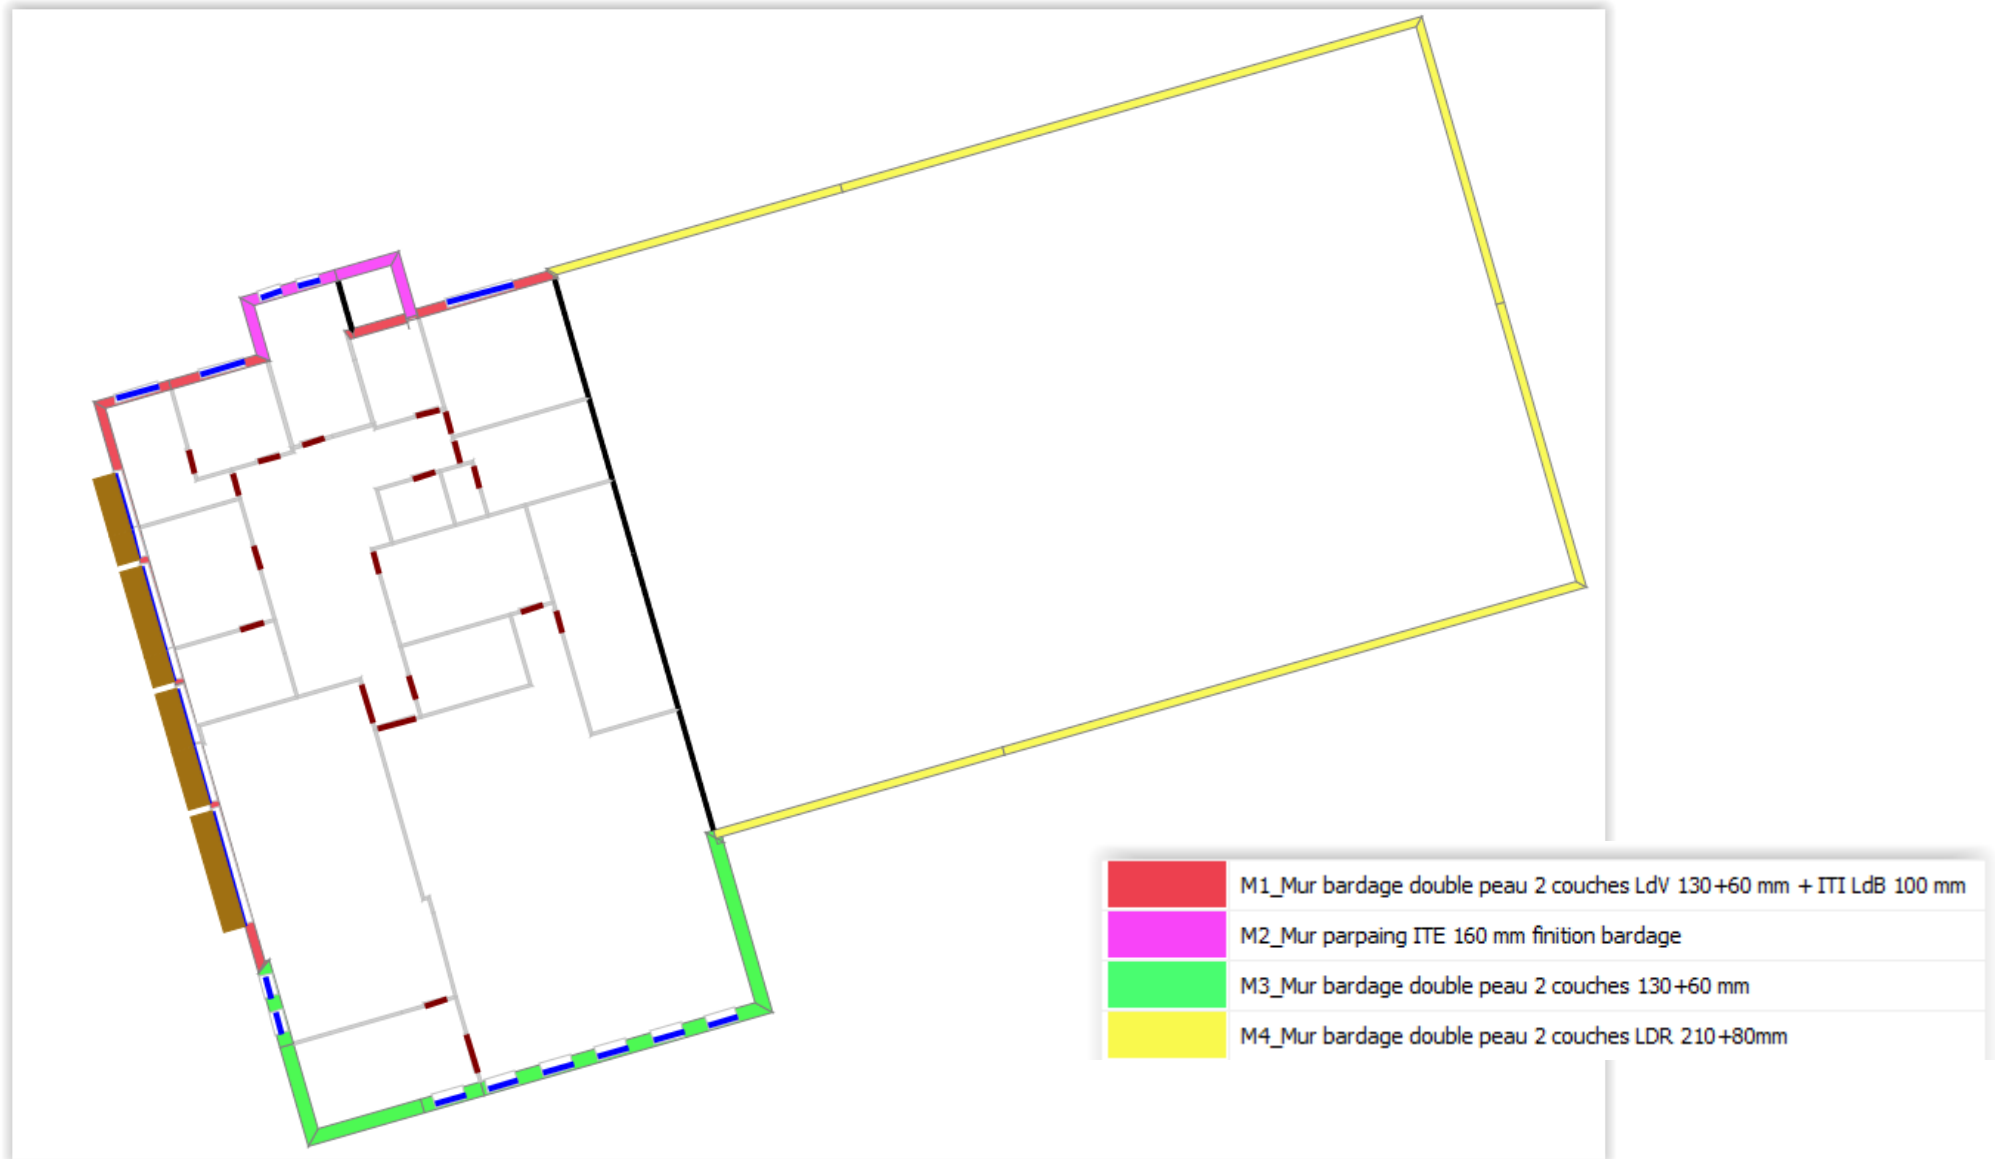 M1_Mur bardage double peau 2 couches LdV 130+60 mm + ITI LdB 100 mm
M2_Mur parpaing ITE 160 mm finition bardage
M3_Mur bardage double peau 2 couches 130+60 mm
M4_Mur bardage double peau 2 couches LDR 210+80mm